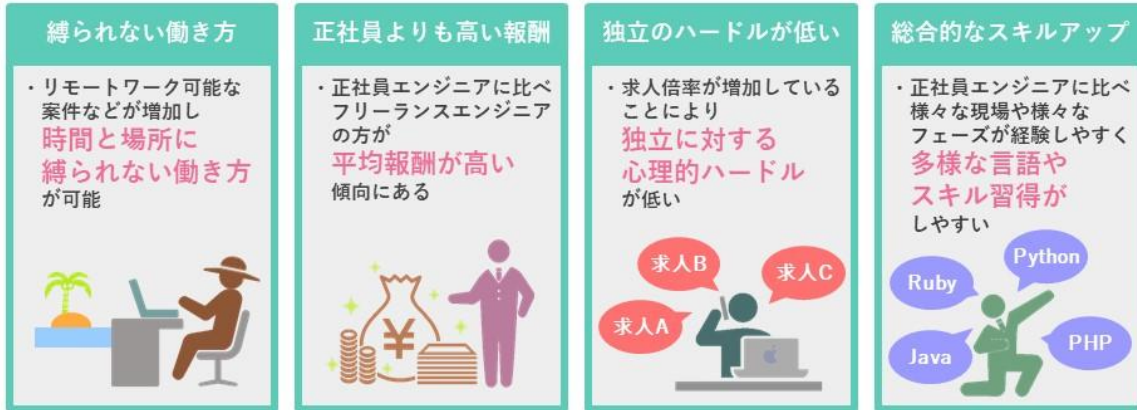 縛られない働き方
・リモートワーク可能な
案件などが増加し
時間と場所に
縛られない働き方
が可能
正社員よりも高い報酬
・正社員エンジニアに比べ
フリーランスエンジニア
の方が
平均報酬が高い
傾向にある
¥
独立のハードルが低い
・求人倍率が増加している
ことにより
独立に対する
心理的ハードル
が低い
求人B
求人C
求人A
総合的なスキルアップ
・正社員エンジニアに比べ
様々な現場や様々な
フェーズが経験しやすく
多様な言語や
スキル習得が
しやすい
Python
Ruby
PHP
Java